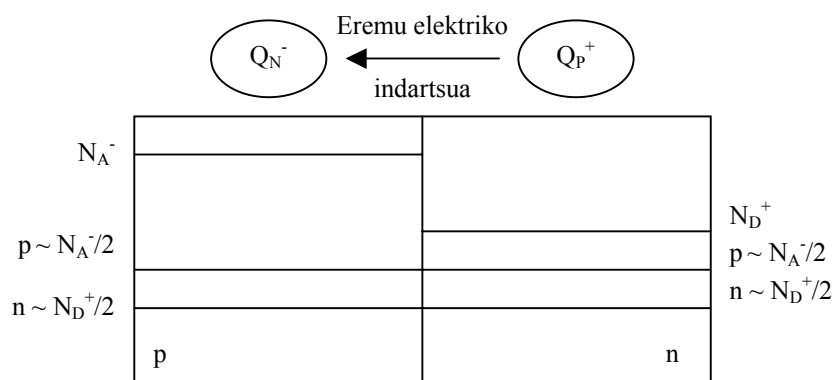 Eremu elektriko
Q_N^-
Q_P^+
indartsua
N_A^-
N_D^+
p ~ N_A^-/2
p ~ N_A^-/2
n ~ N_D^+/2
n ~ N_D^+/2
p
n